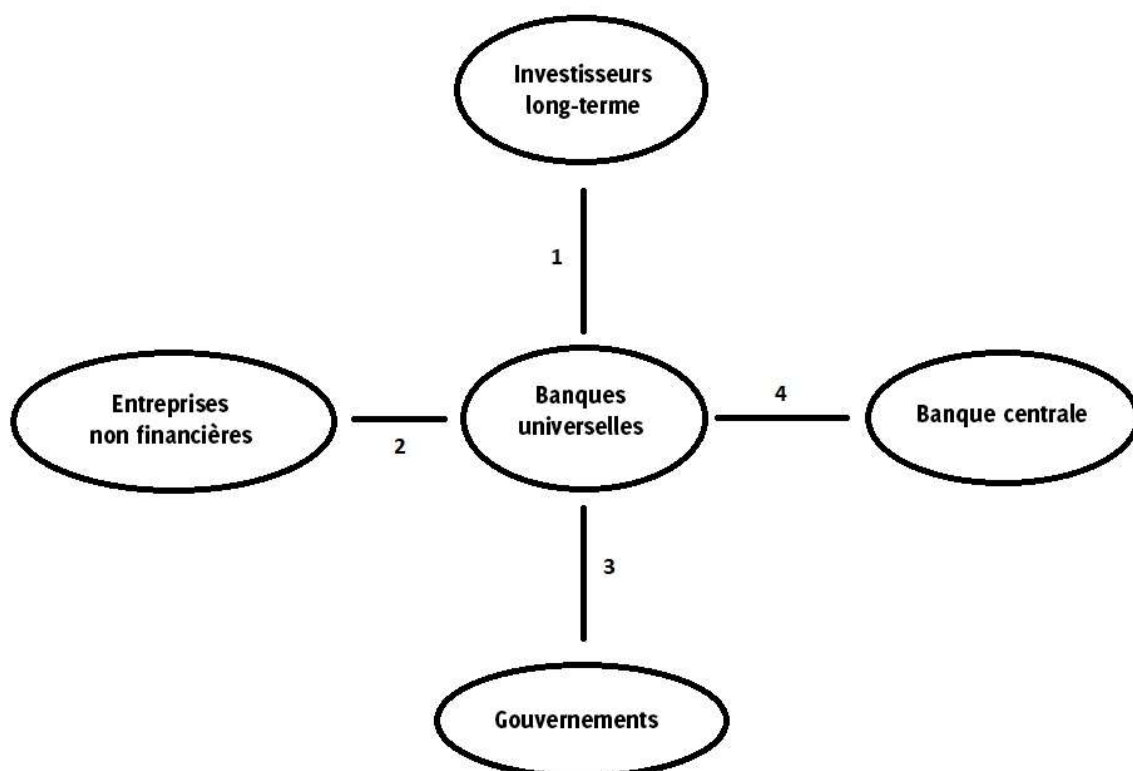 Investisseurs
long-terme
1
Entreprises
non financières
2
Banques
universelles
4
Banque centrale
3
Gouvernements